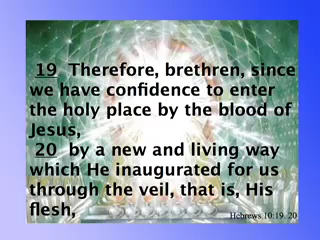 19 Therefore, brethren, since
we have confidence to enter
the holy place by the blood of
Jesus,
20 by a new and living way
which He inaugurated for us
through the veil, that is, His
flesh,
Hebrews 10:19. 20